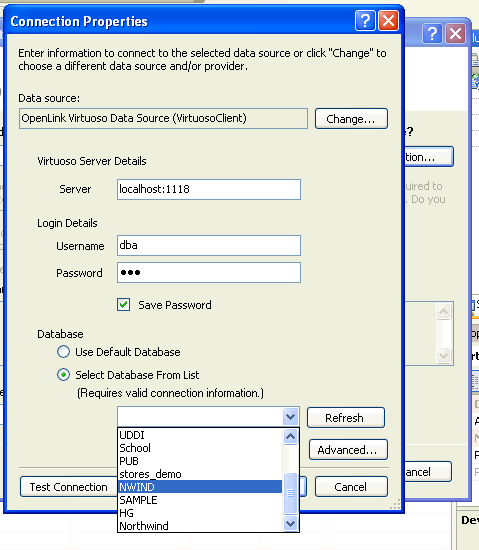 Connection Properties
Enter information to connect to the selected data source or click "Change" to
choose a different data source and/or provider.
Data source:
OpenLink Virtuoso Data Source (VirtuosoClient)
Change...
Virtuoso Server Details
Server
localhost:1118
Login Details
Username
dba
Password
●●●
Save Password
Database
Use Default Database
Select Database From List
(Requires valid connection information.)
Refresh
UDDI
School
PUB
stores_demo
NWIND
SAMPLE
HG
Northwind
Advanced...
Test Connection
Cancel
e?
tion...
quired to
. Do you
ancel
Dev